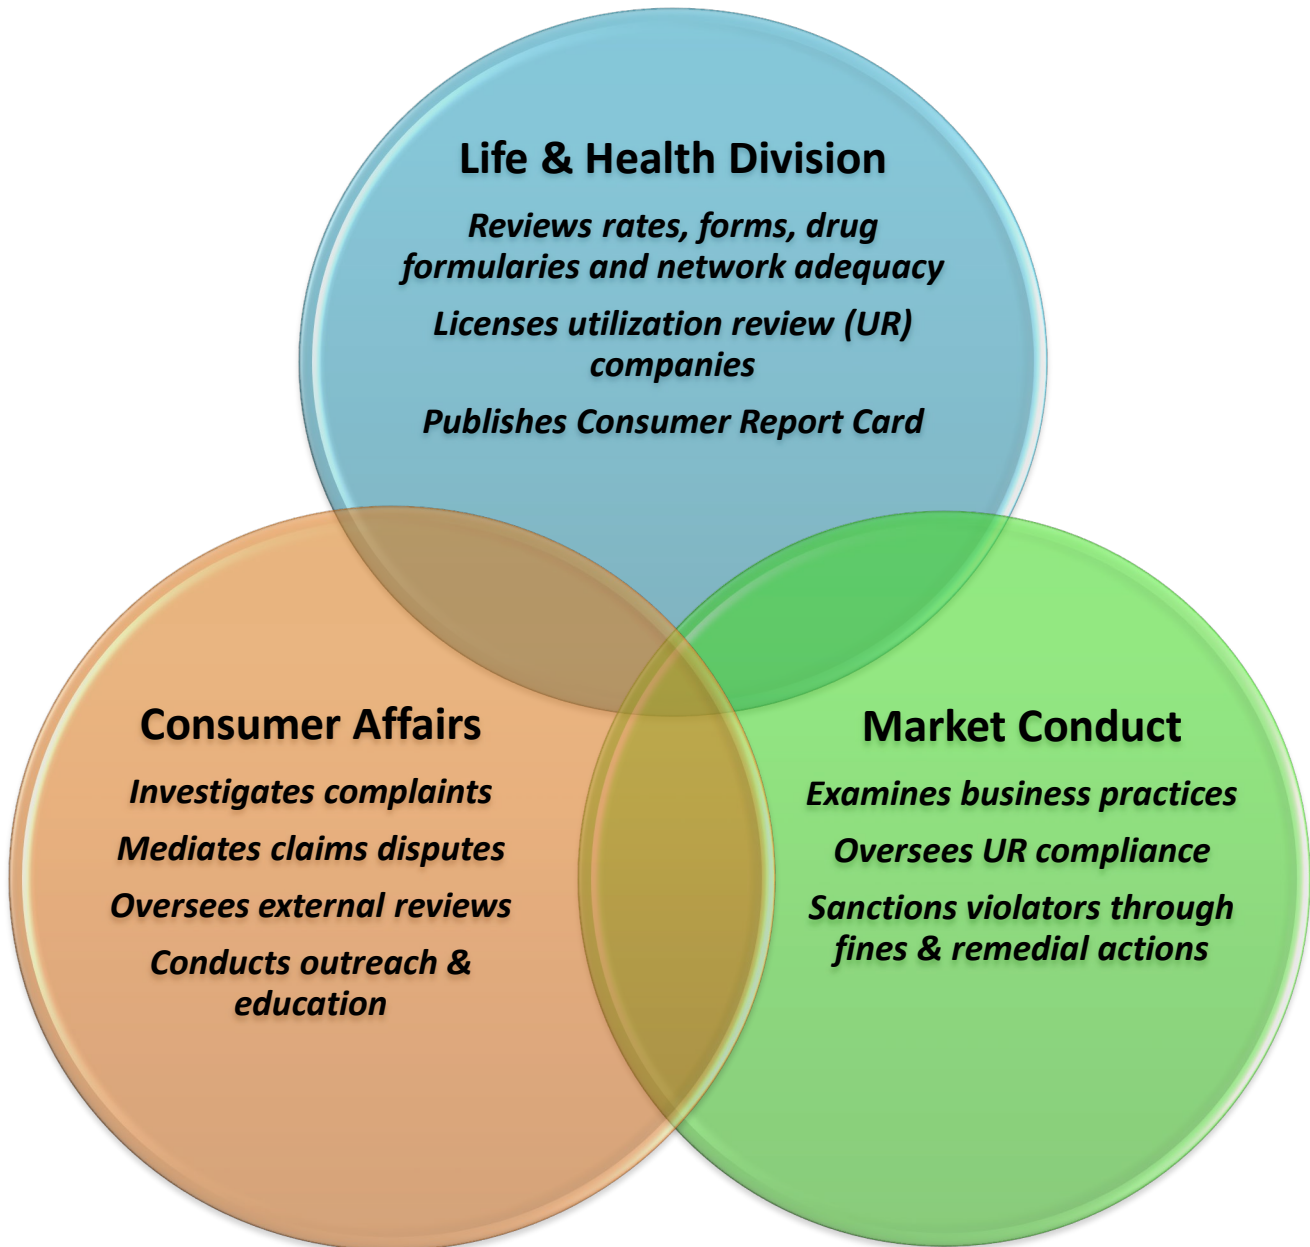 Life & Health Division
Reviews rates, forms, drug
formularies and network adequacy
Licenses utilization review (UR)
companies
Publishes Consumer Report Card
Consumer Affairs
Investigates complaints
Mediates claims disputes
Oversees external reviews
Conducts outreach &
education
Market Conduct
Examines business practices
Oversees UR compliance
Sanctions violators through
fines & remedial actions